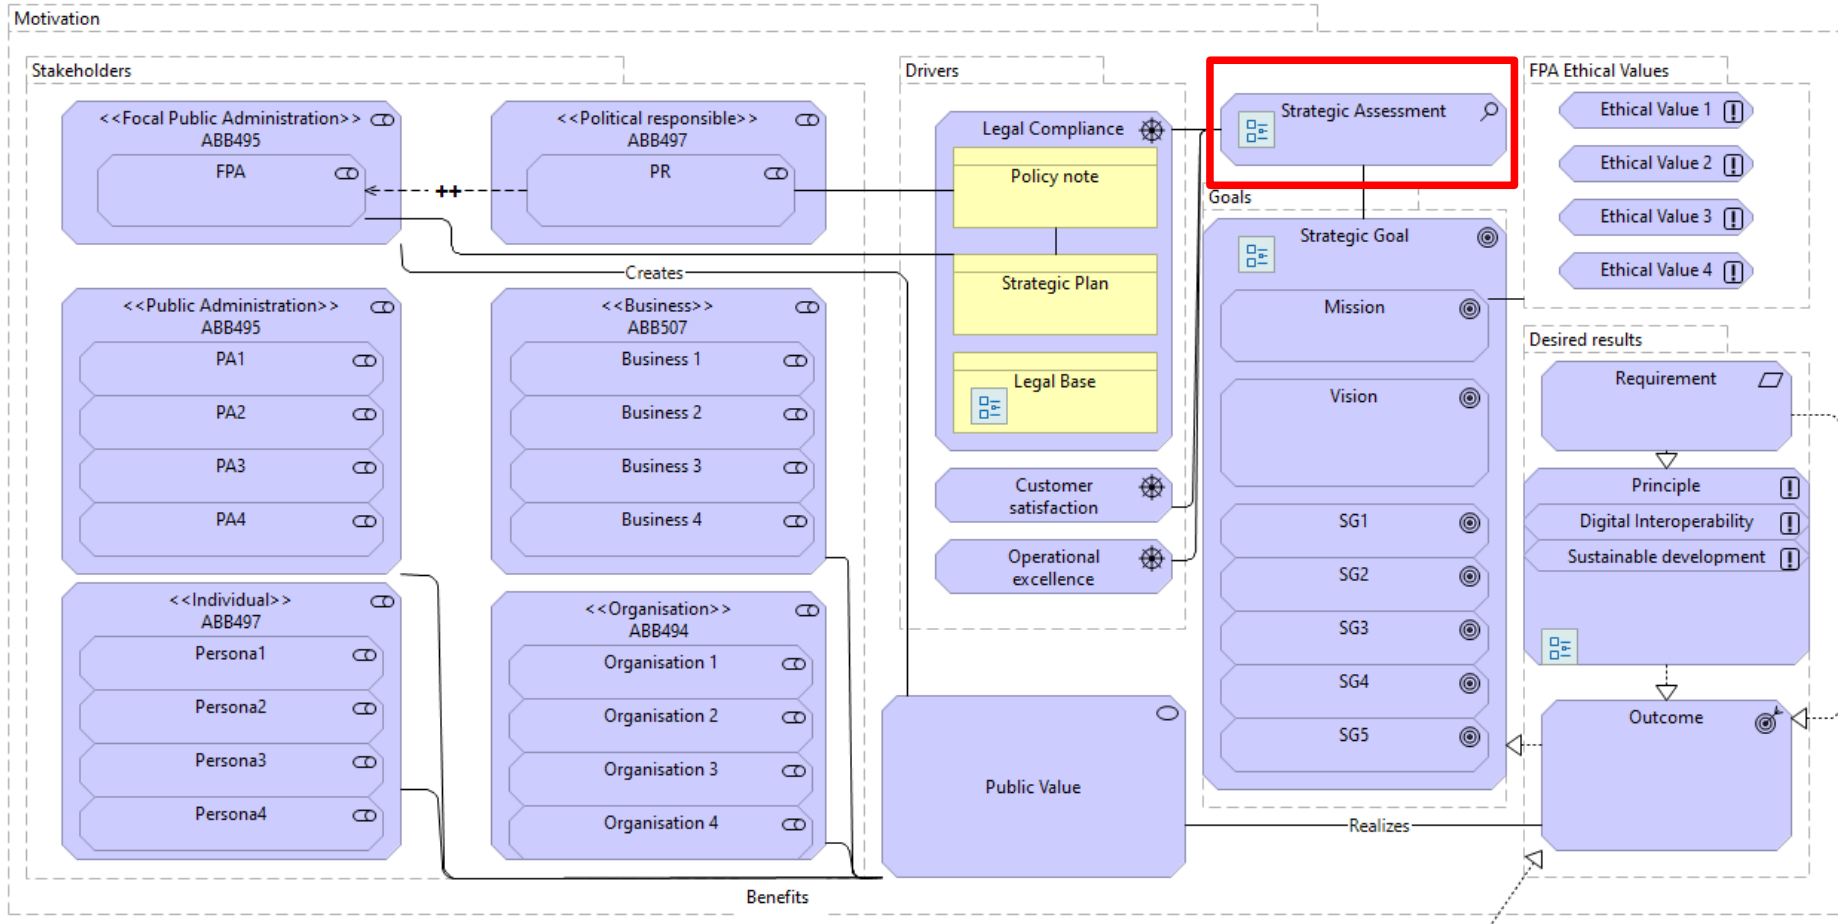 Motivation
Stakeholders
<<Focal Public Administration>>
ABB495
FPA
<<Political responsible>>
ABB497
PR
++
Creates
<<Public Administration>>
ABB495
PA1
PA2
PA3
PA4
<<Business>>
ABB507
Business 1
Business 2
Business 3
Business 4
<<Individual>>
ABB497
Persona1
Persona2
Persona3
Persona4
<<Organisation>>
ABB494
Organisation 1
Organisation 2
Organisation 3
Organisation 4
Benefits
Drivers
Legal Compliance
Policy note
Strategic Plan
Legal Base
Customer
satisfaction
Operational
excellence
Public Value
Realizes
Strategic Assessment
Goals
Strategic Goal
Mission
Vision
SG1
SG2
SG3
SG4
SG5
FPA Ethical Values
Ethical Value 1
Ethical Value 2
Ethical Value 3
Ethical Value 4
Desired results
Requirement
Principle
Digital Interoperability
Sustainable development
Outcome